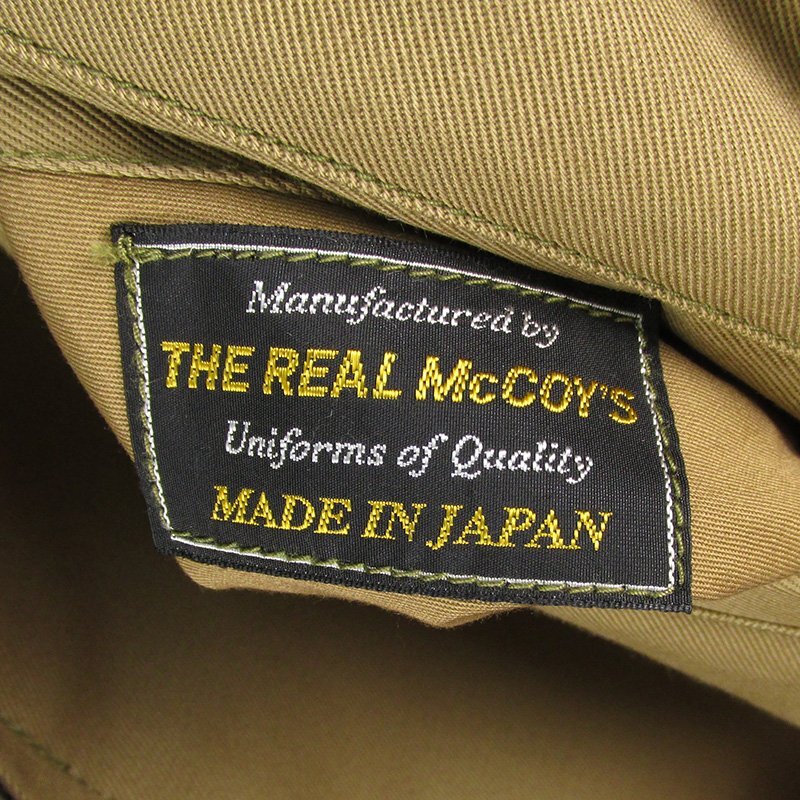 Manufactured by
THE REAL McCOY'S
Uniforms of Quality
MADE IN JAPAN